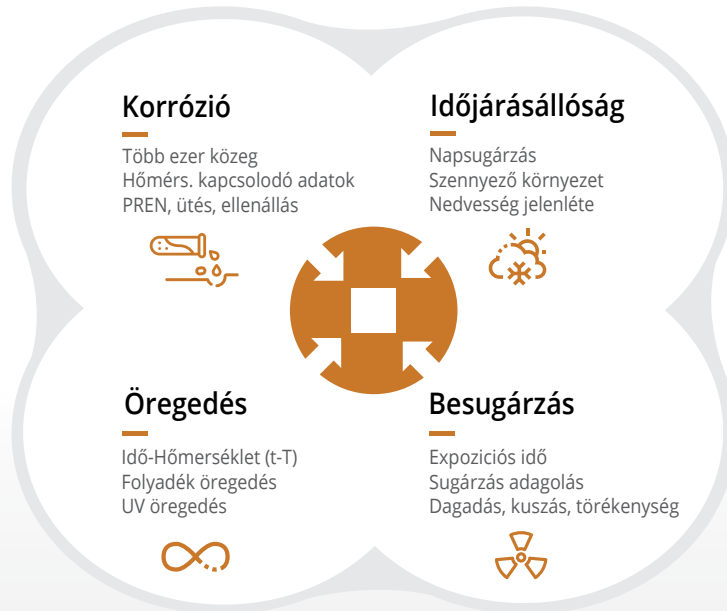 Korrózió
Több ezer közeg
Hőmérs. kapcsolodó adatok
PREN, ütés, ellenállás
Időjárásállóság
Napsugárzás
Szennyező környezet
Nedvesség jelenléte
Öregedés
Idő-Hőmerséklet (t-T)
Folyadék öregedés
UV öregedés
Besugárzás
Expoziciós idő
Sugárzás adagolás
Dagadás, kuszás, törékenység